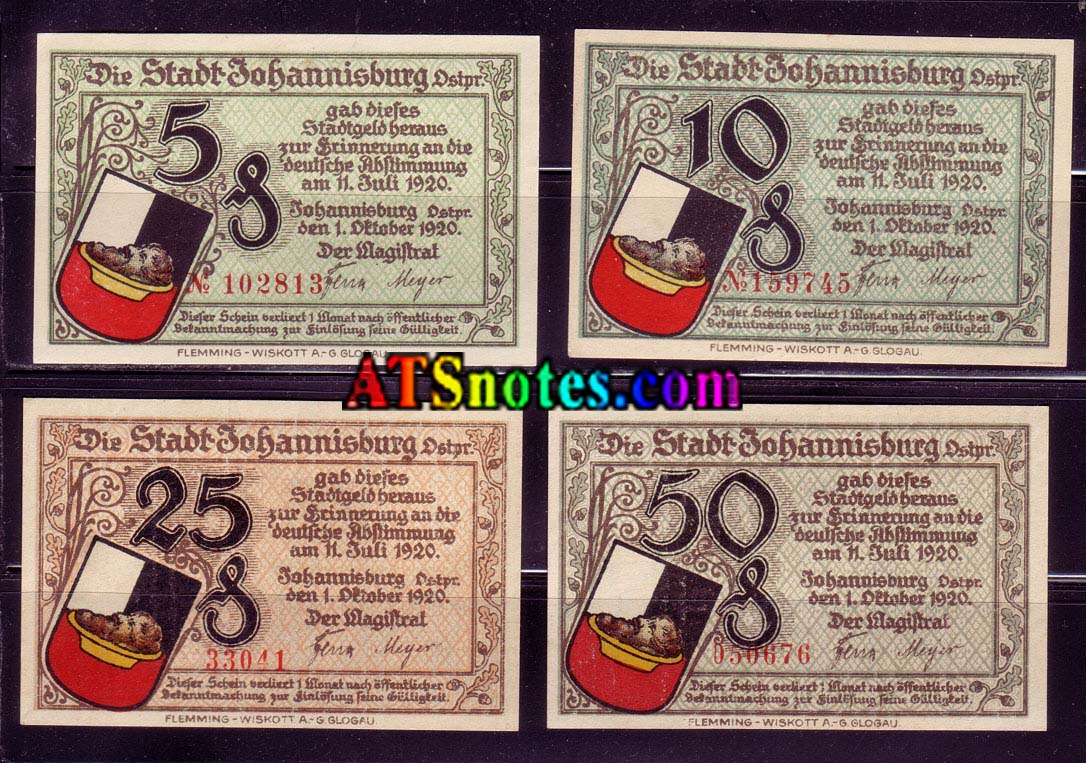 Die Stadt Johannisburg Ostpr.
5 ₰
gab dieses
Stadtgeld heraus
zur Erinnerung an die
deutsche Abstimmung
am 11. Juli 1920.
Johannisburg Ostpr.
den 1. Oktober 1920.
Der Magistrat
№ 102813
Meyer
Dieser Schein verliert 1 Monat nach öffentlicher
Bekanntmachung zur Einlösung seine Gültigkeit.
FLEMMING-WISKOTT A.-G. GLOGAU
Die Stadt Johannisburg Ostpr.
10 ₰
gab dieses
Stadtgeld heraus
zur Erinnerung an die
deutsche Abstimmung
am 11. Juli 1920.
Johannisburg Ostpr.
den 1. Oktober 1920.
Der Magistrat
№ 159745
Meyer
Dieser Schein verliert 1 Monat nach öffentlicher
Bekanntmachung zur Einlösung seine Gültigkeit.
FLEMMING-WISKOTT A.-G. GLOGAU.
ATSnotes.com
Die Stadt Johannisburg Ostpr.
25 ₰
gab dieses
Stadtgeld heraus
zur Erinnerung an die
deutsche Abstimmung
am 11. Juli 1920.
Johannisburg Ostpr.
den 1. Oktober 1920.
Der Magistrat
33041
Meyer
Dieser Schein verliert 1 Monat nach öffentlicher
Bekanntmachung zur Einlösung seine Gültigkeit.
FLEMMING-WISKOTT A.-G. GLOGAU
Die Stadt Johannisburg Ostpr.
50 ₰
gab dieses
Stadtgeld heraus
zur Erinnerung an die
deutsche Abstimmung
am 11. Juli 1920.
Johannisburg Ostpr.
den 1. Oktober 1920.
Der Magistrat
050676
Meyer
Dieser Schein verliert 1 Monat nach öffentlicher
Bekanntmachung zur Einlösung seine Gültigkeit.
FLEMMING-WISKOTT A.-G. GLOGAU.